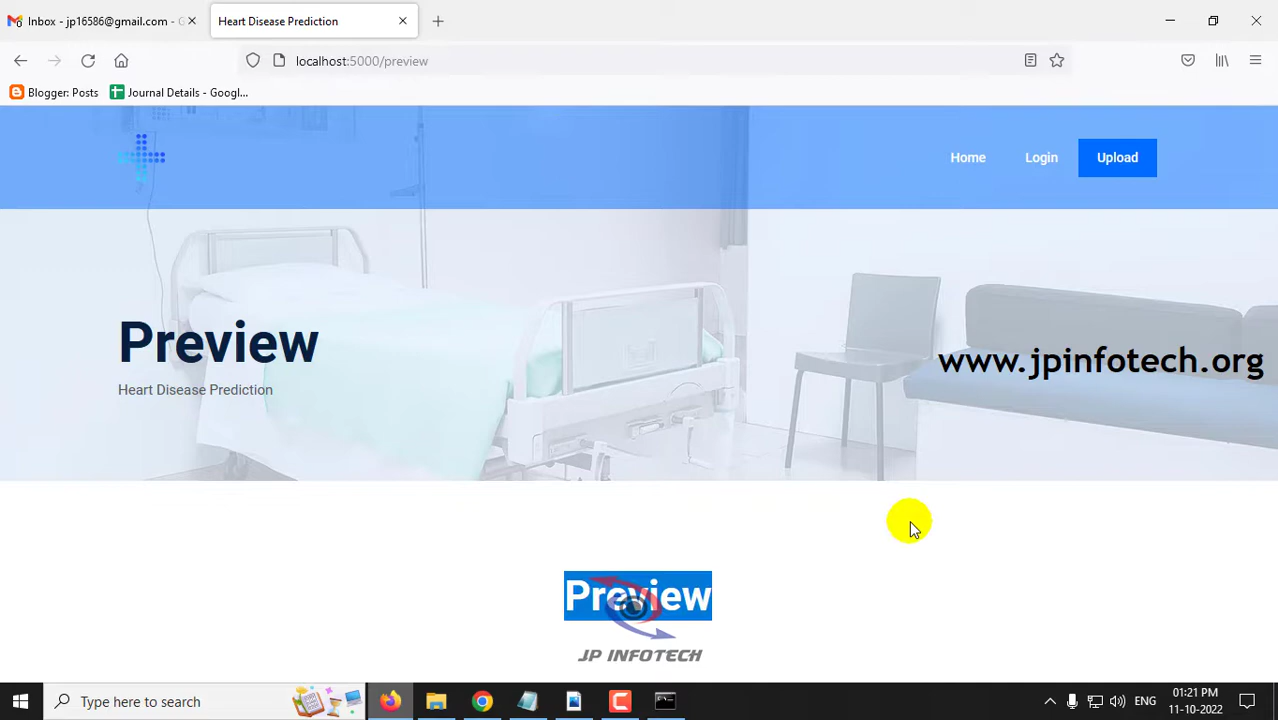 Inbox - jp16586@gmail.com - G
Heart Disease Prediction
localhost:5000/preview
Blogger: Posts
Journal Details - Googl...
Home
Login
Upload
Preview
Heart Disease Prediction
www.jpinfotech.org
Preview
JP INFOTECH
Type here to search
ENG
01:21 PM
11-10-2022